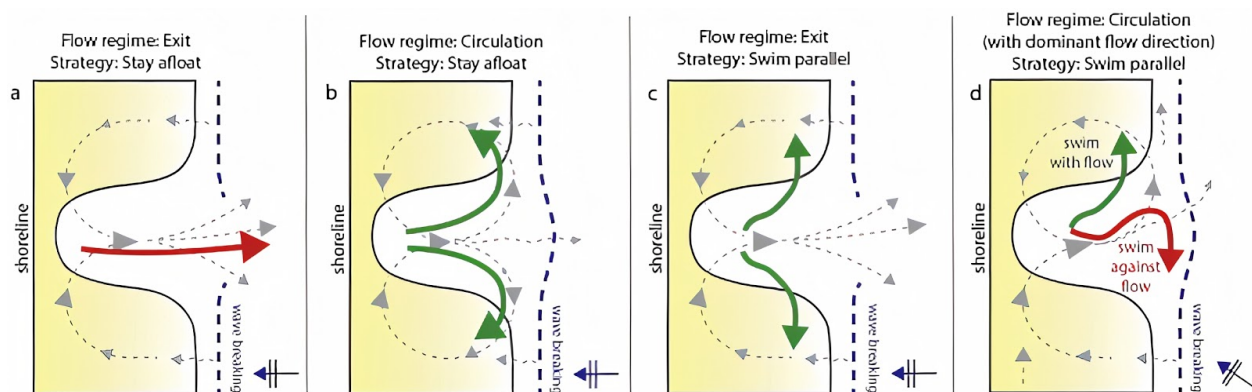 Flow regime: Exit
Strategy: Stay afloat
a
shoreline
wave breaking
Flow regime: Circulation
Strategy: Stay afloat
b
shoreline
wave breaking
Flow regime: Exit
Strategy: Swim parallel
c
shoreline
wave breaking
Flow regime: Circulation
(with dominant flow direction)
Strategy: Swim parallel
d
shoreline
swim
with flow
swim
against
flow
wave breaking